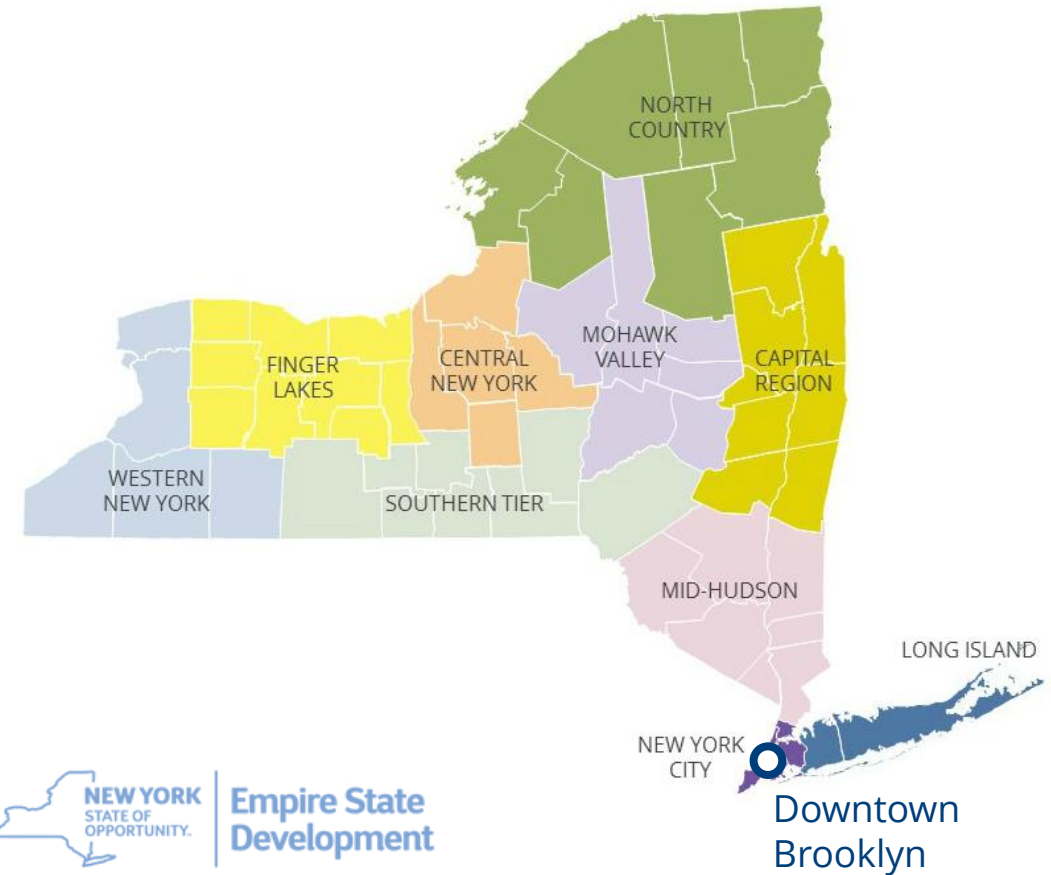 NORTH
COUNTRY
MOHAWK
VALLEY
CENTRAL
NEW YORK
FINGER
LAKES
CAPITAL
REGION
WESTERN
NEW YORK
SOUTHERN TIER
MID-HUDSON
LONG ISLAND
NEW YORK
CITY
Downtown
Brooklyn
NEW YORK
STATE OF
OPPORTUNITY.
Empire State
Development